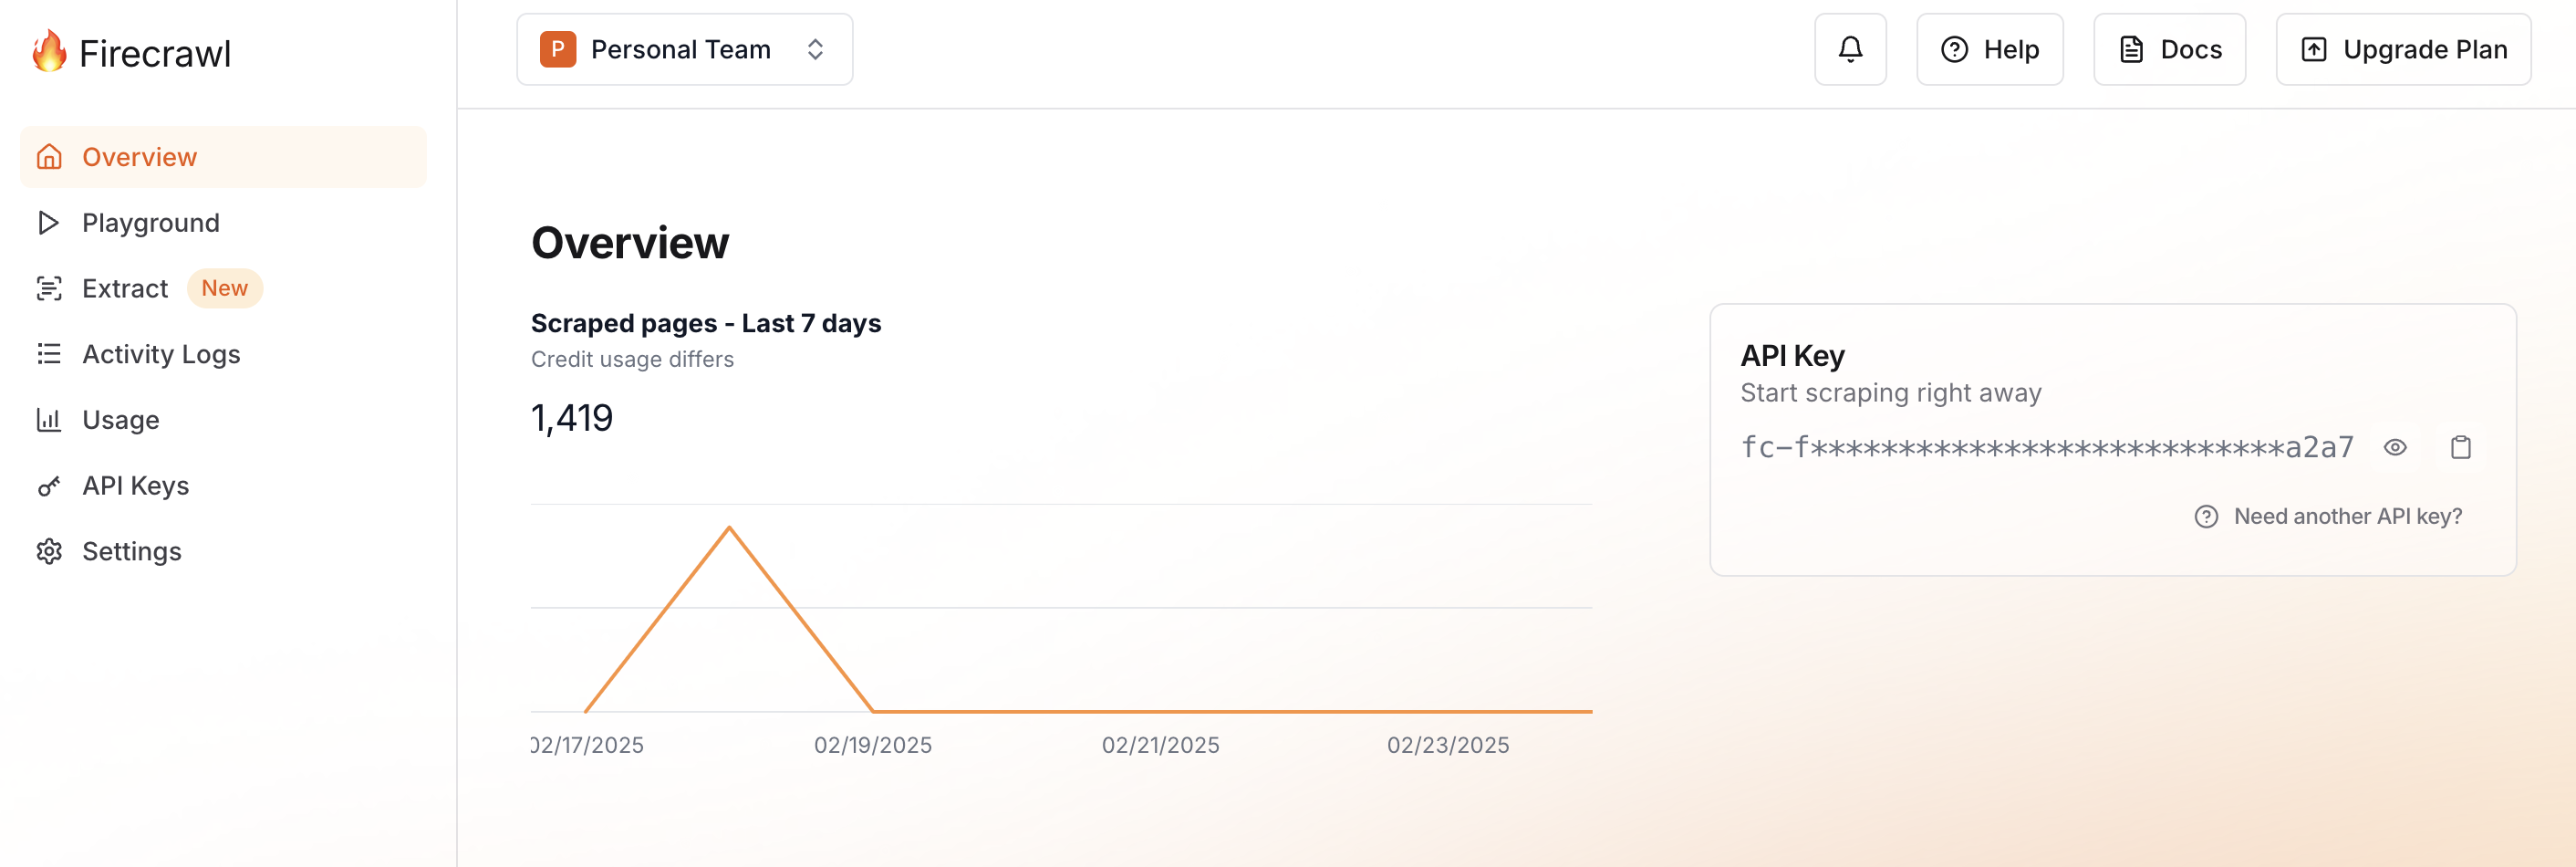 Firecrawl
P Personal Team
Help
Docs
Upgrade Plan
Overview
Playground
Extract New
Activity Logs
Usage
API Keys
Settings
Overview
Scraped pages - Last 7 days
Credit usage differs
1,419
02/17/2025 02/19/2025 02/21/2025 02/23/2025
API Key
Start scraping right away
fc-f***************************a2a7
Need another API key?